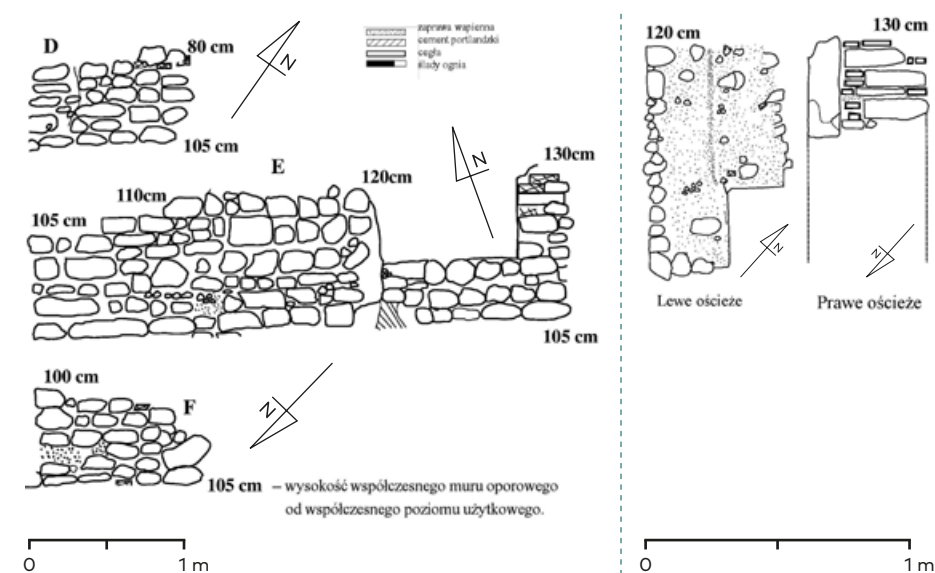 D
80 cm
105 cm
N
zaprawa wapienna
cement portlandzki
cegła
ślady ognia
E
N
105 cm
110cm
120cm
130cm
105 cm
100 cm
F
N
105 cm – wysokość współczesnego muru oporowego
od współczesnego poziomu użytkowego.
0 1 m
120 cm
N
Lewe ościeże
130 cm
N
Prawe ościeże
0 1 m